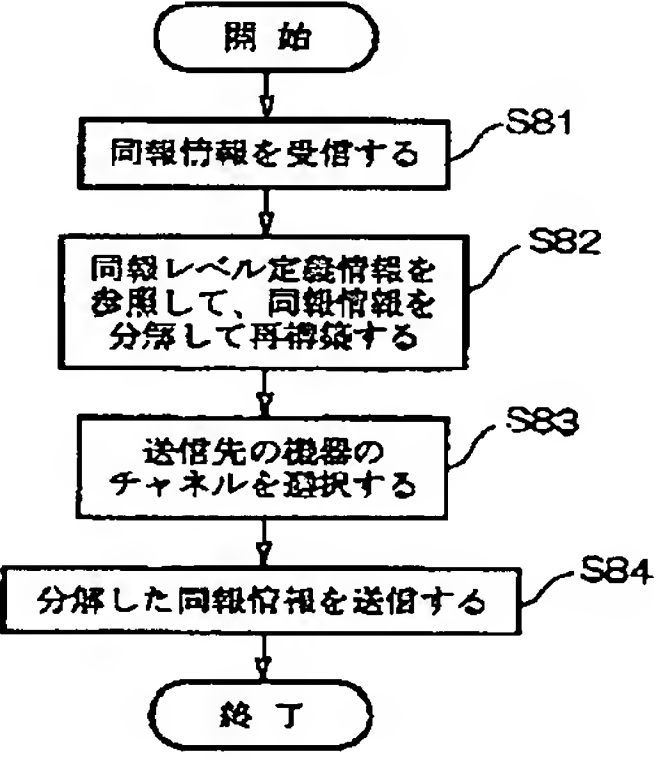 開始
同報情報を受信する
S81
同報レベル定義情報を
参照して、同報情報を
分解して再構築する
S82
送信先の機器の
チャネルを選択する
S83
分解した同報情報を送信する
S84
終了